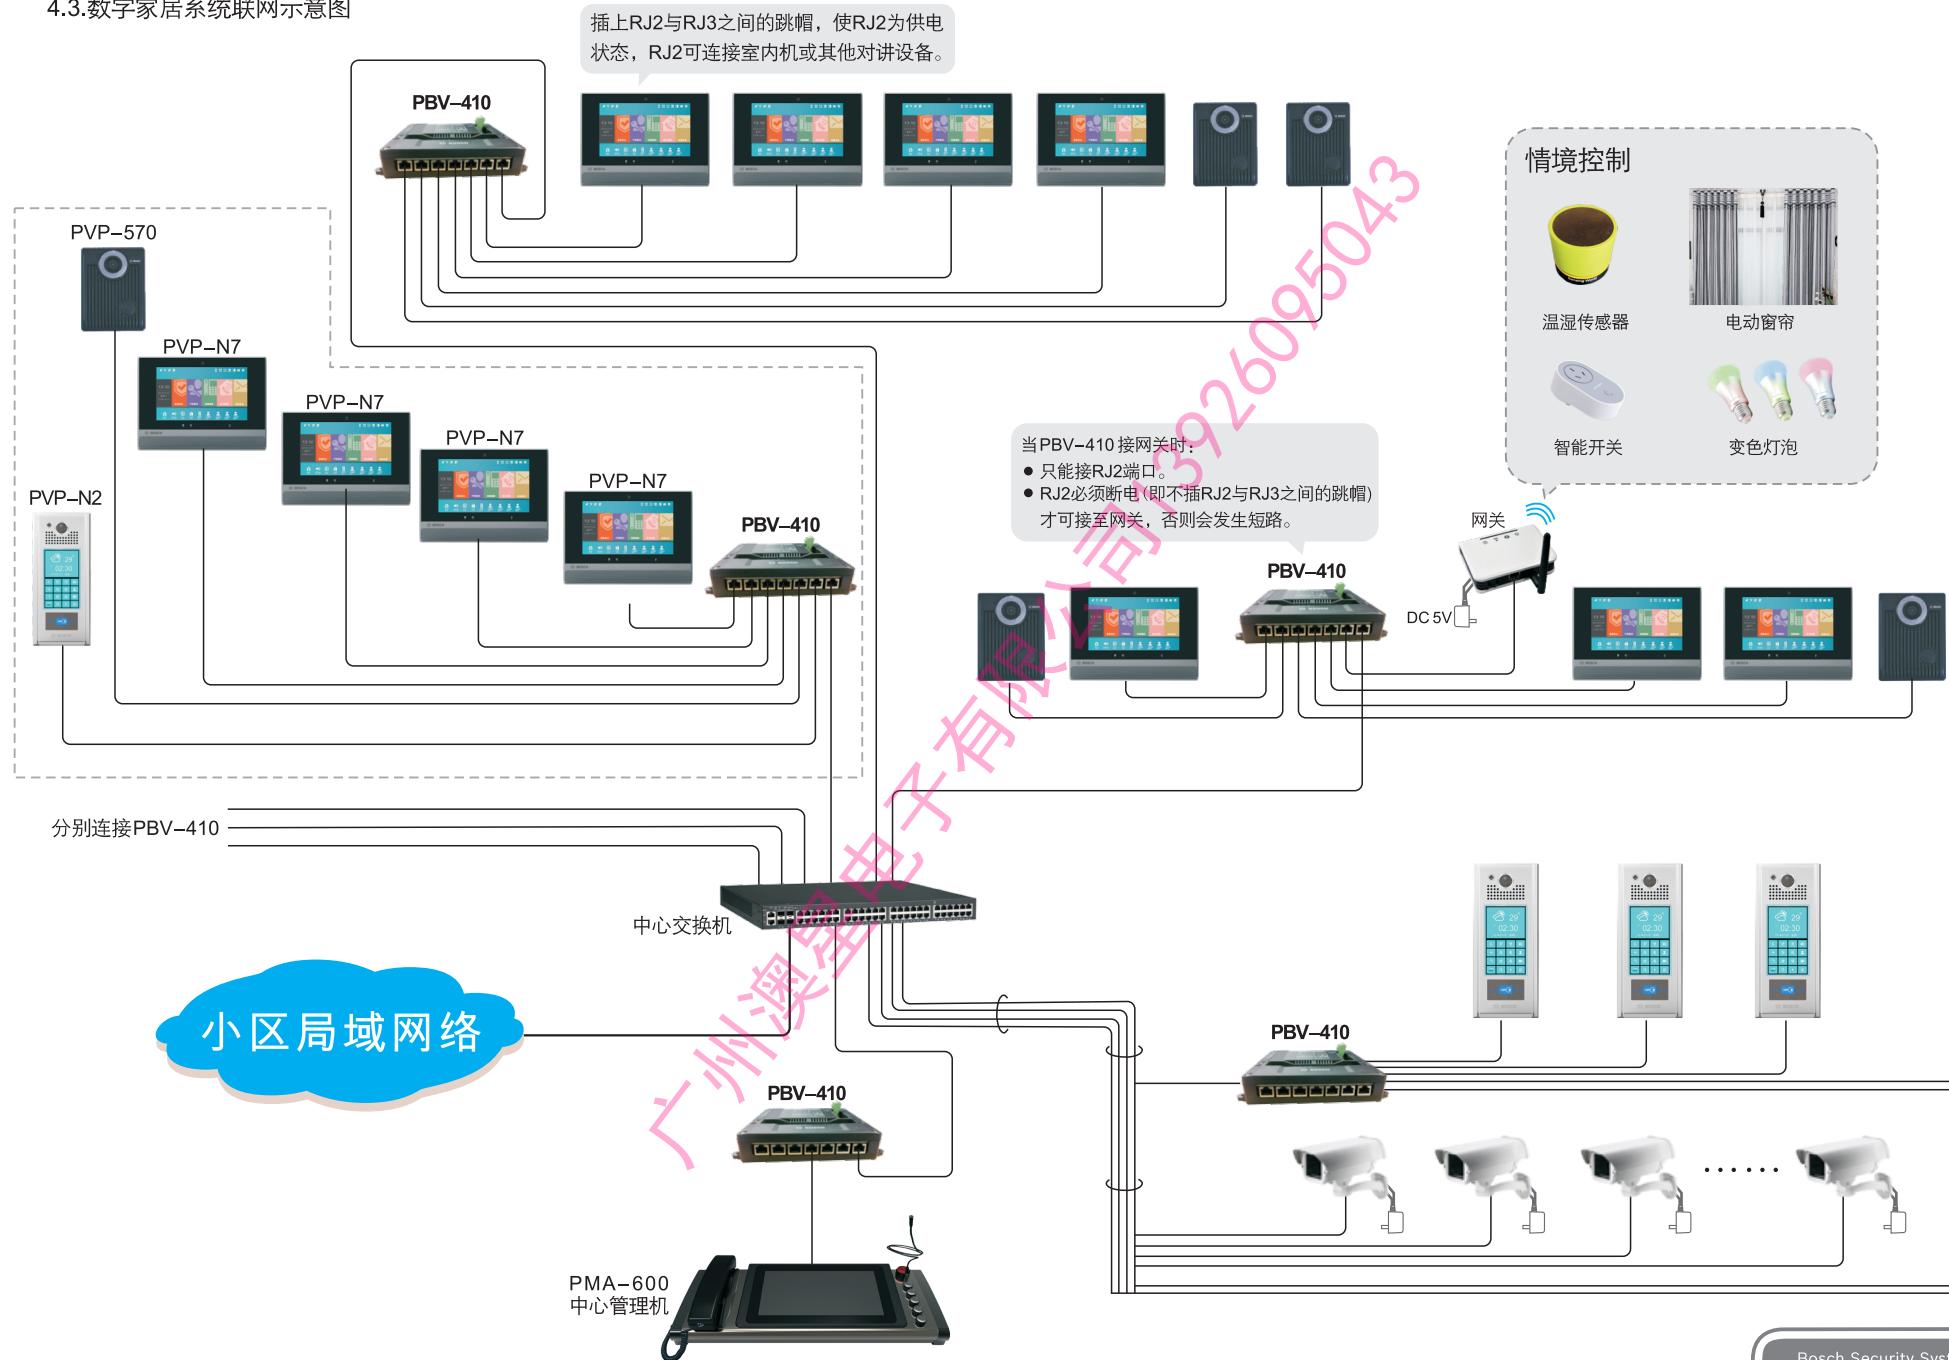 4.3.数字家居系统联网示意图
插上RJ2与RJ3之间的跳帽，使RJ2为供电
状态，RJ2可连接室内机或其他对讲设备。
PBV-410
情境控制
温湿传感器
电动窗帘
智能开关
变色灯泡
PVP-570
PVP-N7
PVP-N7
PVP-N7
PVP-N7
PVP-N2
PBV-410
当PBV-410接网关时：
● 只能接RJ2端口。
● RJ2必须断电(即不插RJ2与RJ3之间的跳帽)
才可接至网关，否则会发生短路。
网关
DC 5V
PBV-410
分别连接PBV-410
中心交换机
小区局域网络
PBV-410
PBV-410
PMA-600
中心管理机
广州澳星电子有限公司13926095043
Bosch Security Syst